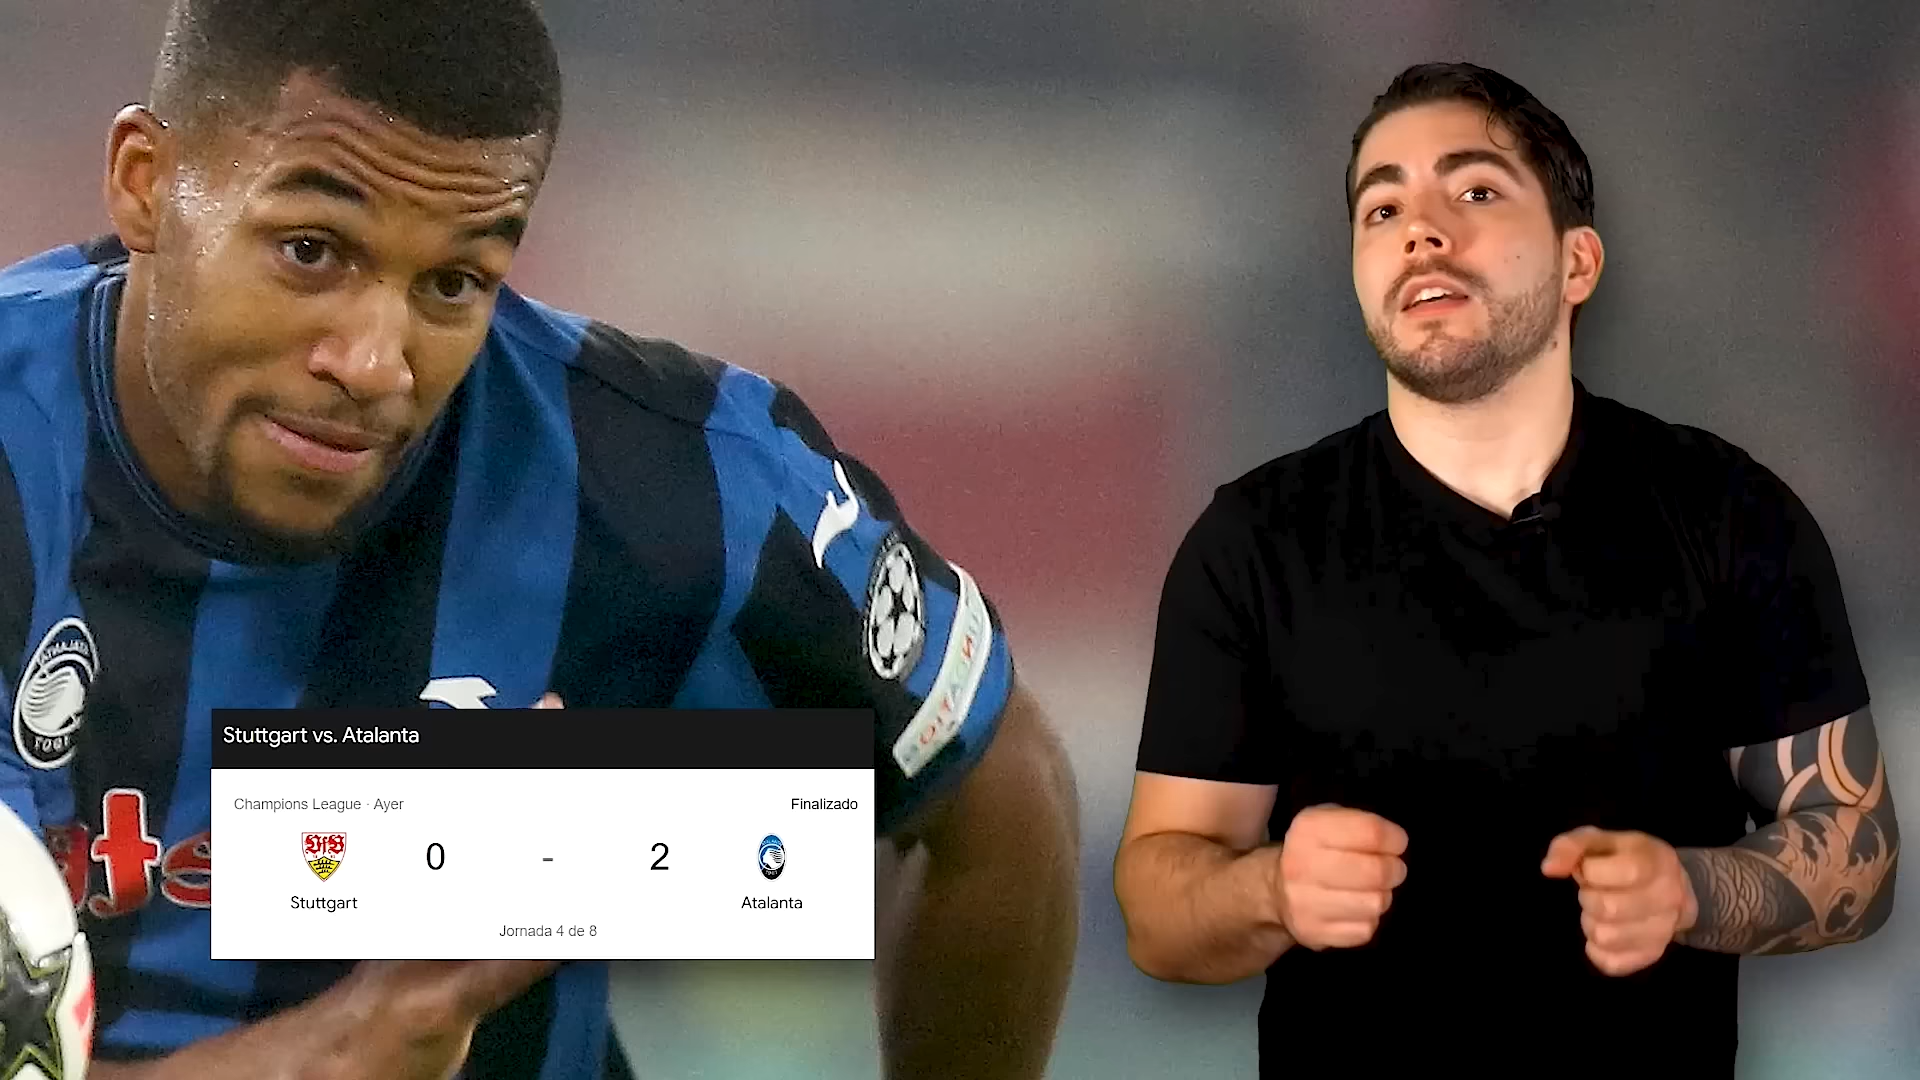 Stuttgart vs. Atalanta
Champions League · Ayer
Finalizado
0 - 2
Stuttgart
Atalanta
Jornada 4 de 8